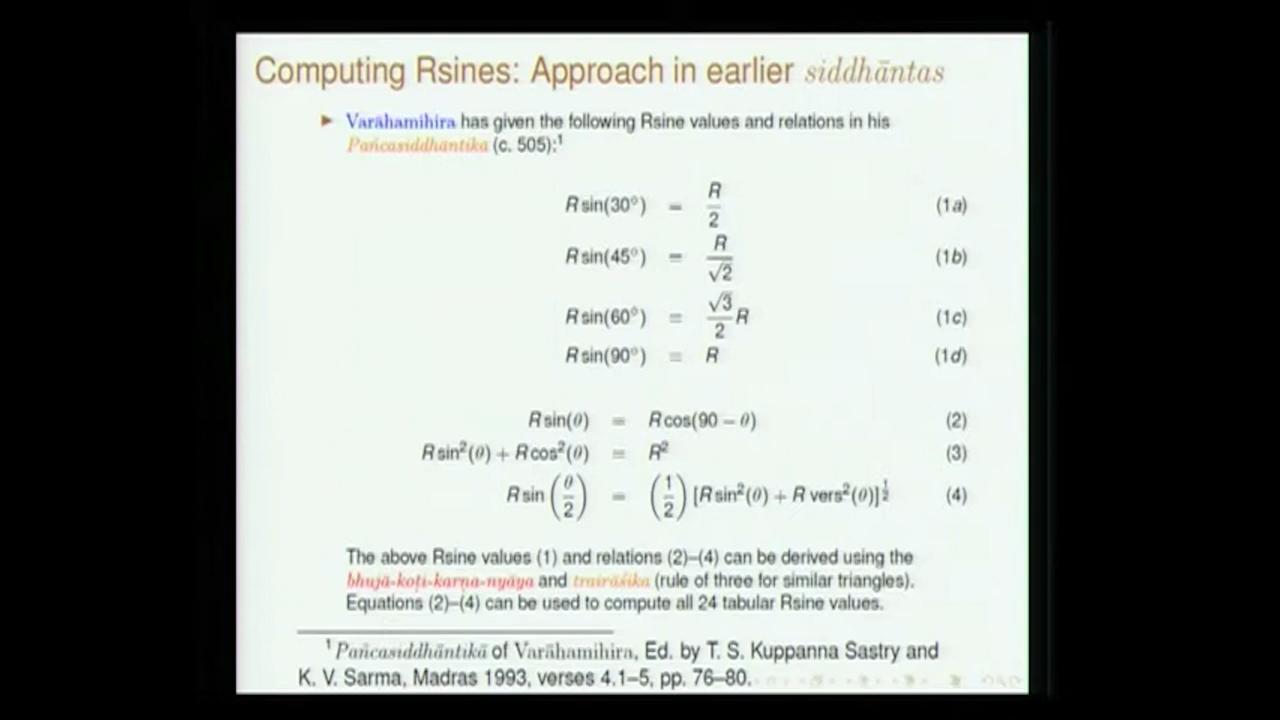 Computing Rsines: Approach in earlier siddhāntas
► Varāhamihira has given the following Rsine values and relations in his
Pañcasiddhāntikā (c. 505):¹
R sin(30°) = R/2 (1a)
R sin(45°) = R/√2 (1b)
R sin(60°) = √3/2 R (1c)
R sin(90°) = R (1d)
R sin(θ) = R cos(90 − θ) (2)
R sin²(θ) + R cos²(θ) = R² (3)
R sin (θ/2) = (1/2) [R sin²(θ) + R vers²(θ)]^½ (4)
The above Rsine values (1) and relations (2)–(4) can be derived using the
bhujā-koṭi-karṇa-nyāya and trairāśika (rule of three for similar triangles).
Equations (2)–(4) can be used to compute all 24 tabular Rsine values.
¹ Pañcasiddhāntikā of Varāhamihira, Ed. by T. S. Kuppanna Sastry and
K. V. Sarma, Madras 1993, verses 4.1–5, pp. 76–80.